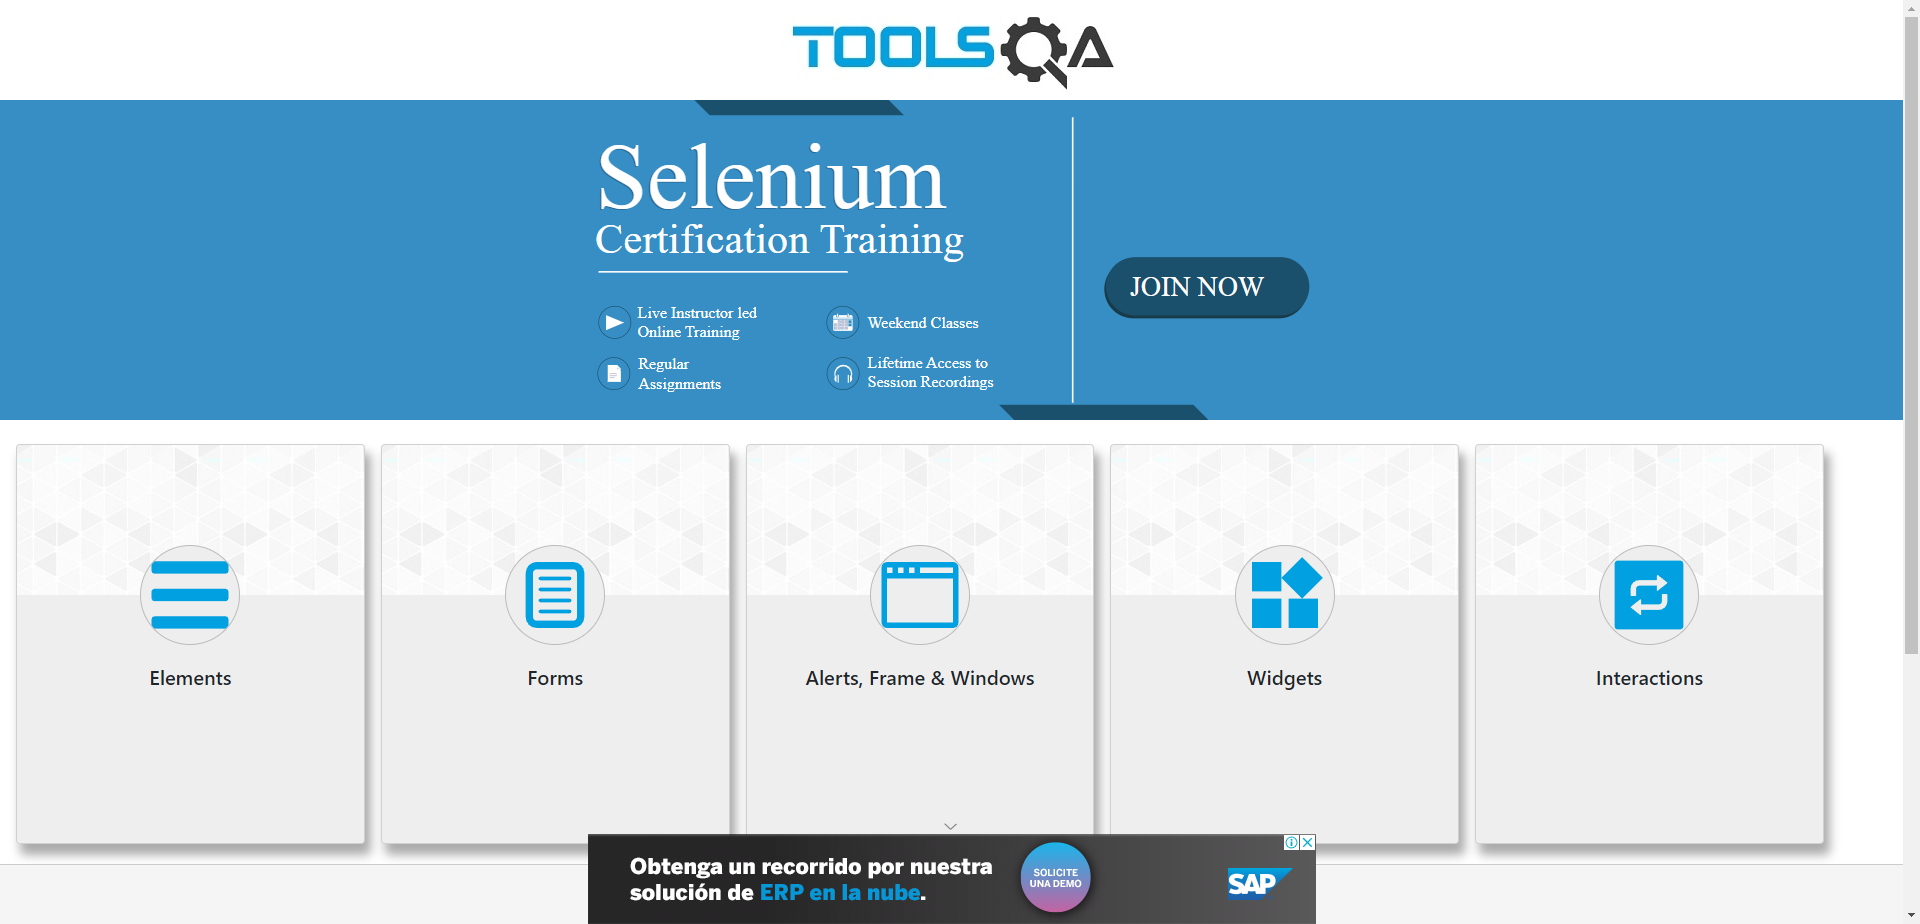 TOOLSQA
Selenium
Certification Training
JOIN NOW
Live Instructor led
Online Training
Weekend Classes
Regular
Assignments
Lifetime Access to
Session Recordings
Elements
Forms
Alerts, Frame & Windows
Widgets
Interactions
Obtenga un recorrido por nuestra
solución de ERP en la nube.
SOLICITE
UNA DEMO
SAP